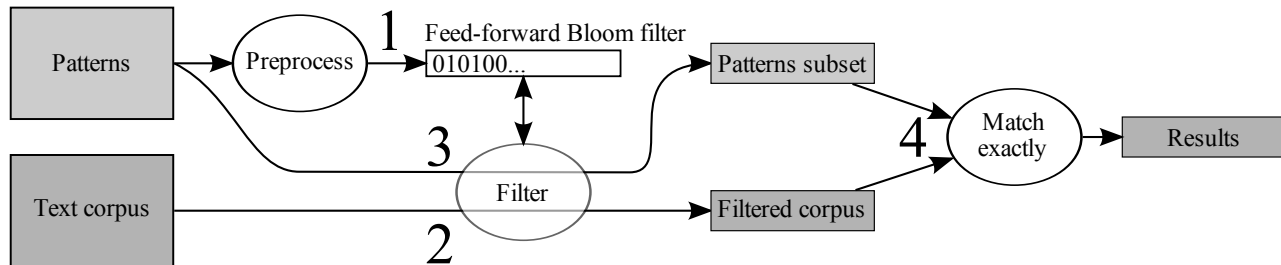 Patterns
Preprocess
1
Feed-forward Bloom filter
010100...
Patterns subset
3
4
Match
exactly
Results
Text corpus
Filter
2
Filtered corpus